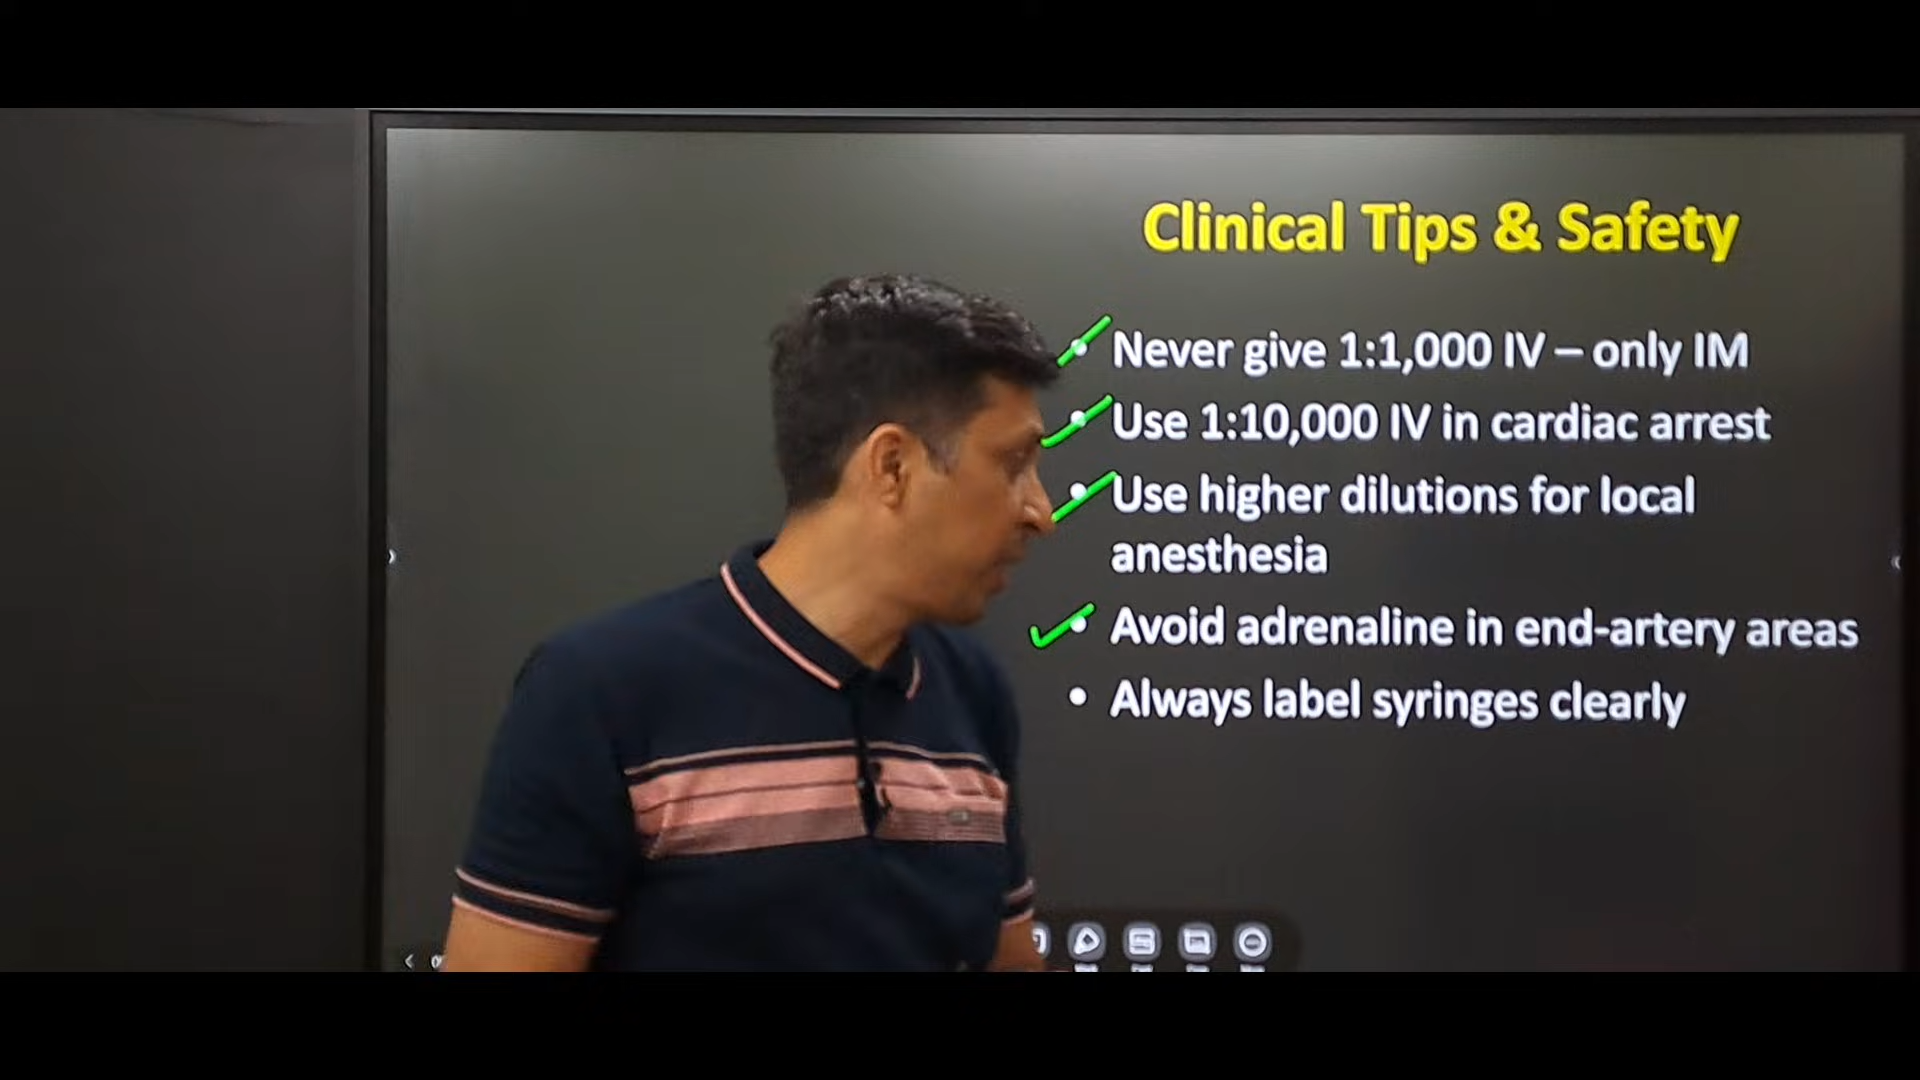 Clinical Tips & Safety
• Never give 1:1,000 IV – only IM
• Use 1:10,000 IV in cardiac arrest
• Use higher dilutions for local
anesthesia
• Avoid adrenaline in end-artery areas
• Always label syringes clearly